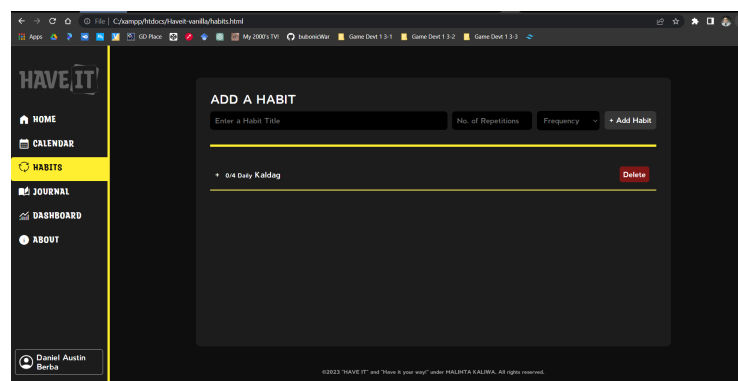 File | C:/xampp/htdocs/Haveit-vanilla/habits.html
Apps GD Place My 2000's TV! bubonicWar Game Devt 1 3-1 Game Devt 1 3-2 Game Devt 1 3-3
HAVE IT!
HOME
CALENDAR
HABITS
JOURNAL
DASHBOARD
ABOUT
Daniel Austin
Berba
ADD A HABIT
Enter a Habit Title No. of Repetitions Frequency + Add Habit
+ 0/4 Daily Kaldag Delete
©2023 "HAVE IT" and "Have it your way!" under MALIHTA KALIWA. All rights reserved.